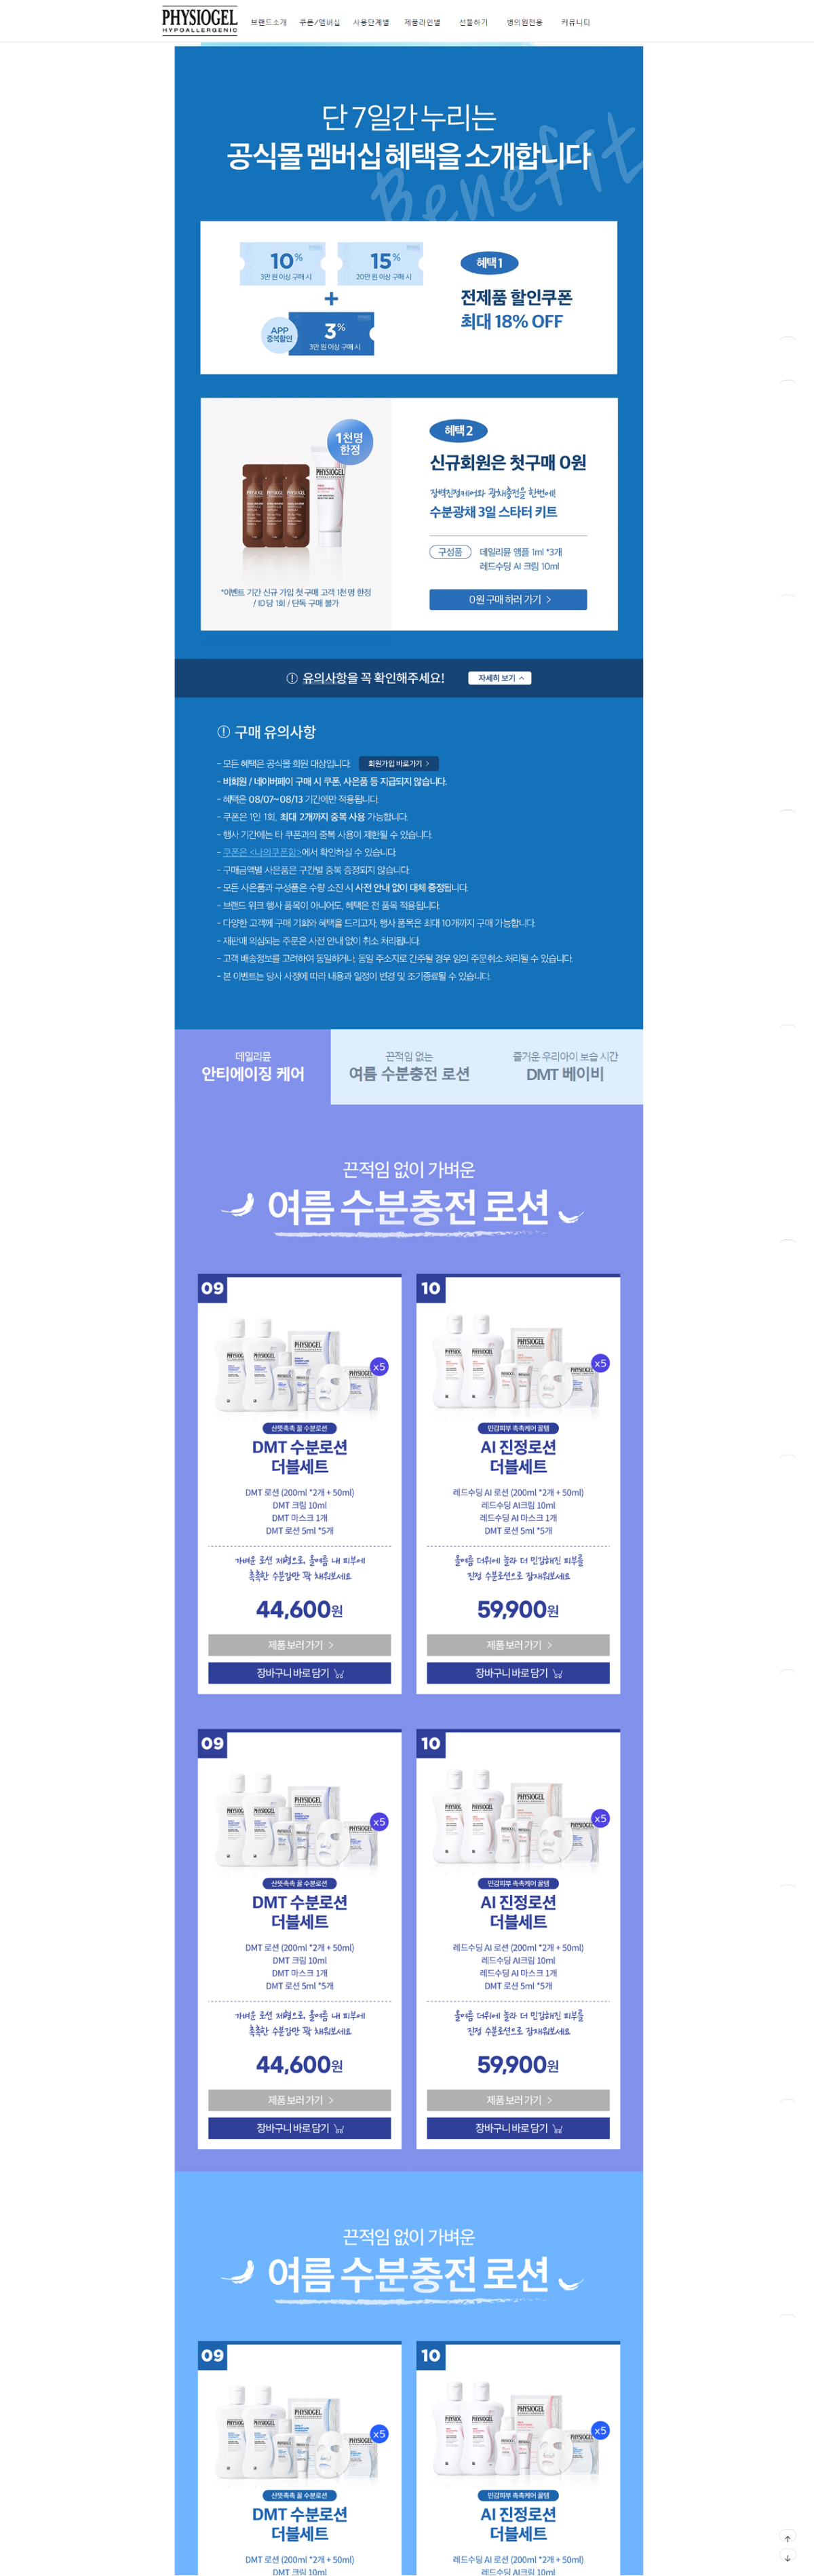 PHYSIOGEL
HYPOALLERGENIC
브랜드소개 쿠폰/멤버십 사용단계별 제품라인별 선물하기 병의원전용 커뮤니티
단 7일간 누리는
공식몰 멤버십 혜택을 소개합니다
Benefit
10%
3만 원 이상 구매 시
15%
20만 원 이상 구매 시
+
APP
중복할인
3%
3만 원 이상 구매 시
혜택 1
전제품 할인쿠폰
최대 18% OFF
1천명
한정
PHYSIOGEL
*이벤트 기간 신규 가입 첫 구매 고객 1천 명 한정
/ ID당 1회 / 단독 구매 불가
혜택 2
신규회원은 첫구매 0원
장벽진정케어와 광채충전을 한번에!
수분광채 3일 스타터 키트
구성품 데일리뮨 앰플 1ml *3개
레드수딩 AI 크림 10ml
0원 구매 하러 가기 >
! 유의사항을 꼭 확인해주세요! 자세히 보기
! 구매 유의사항
- 모든 혜택은 공식몰 회원 대상입니다. 회원가입 바로가기 >
- 비회원 / 네이버페이 구매 시 쿠폰, 사은품 등 지급되지 않습니다.
- 혜택은 08/07~08/13 기간에만 적용됩니다.
- 쿠폰은 1인 1회, 최대 2개까지 중복 사용 가능합니다.
- 행사 기간에는 타 쿠폰과의 중복 사용이 제한될 수 있습니다.
- 쿠폰은 <나의쿠폰함>에서 확인하실 수 있습니다.
- 구매금액별 사은품은 구간별 중복 증정되지 않습니다.
- 모든 사은품과 구성품은 수량 소진 시 사전 안내 없이 대체 증정됩니다.
- 브랜드 위크 행사 품목이 아니어도, 혜택은 전 품목 적용됩니다.
- 다양한 고객께 구매 기회와 혜택을 드리고자, 행사 품목은 최대 10개까지 구매 가능합니다.
- 재판매 의심되는 주문은 사전 안내 없이 취소 처리됩니다.
- 고객 배송정보를 고려하여 동일하거나, 동일 주소지로 간주될 경우 임의 주문취소 처리될 수 있습니다.
- 본 이벤트는 당사 사정에 따라 내용과 일정이 변경 및 조기종료될 수 있습니다.
데일리뮨
안티에이징 케어
끈적임 없는
여름 수분충전 로션
즐거운 우리아이 보습 시간
DMT 베이비
끈적임 없이 가벼운
여름 수분충전 로션
09
PHYSIOGEL
x5
산뜻촉촉 꿀 수분로션
DMT 수분로션
더블세트
DMT 로션 (200ml *2개 + 50ml)
DMT 크림 10ml
DMT 마스크 1개
DMT 로션 5ml *5개
가벼운 로션 제형으로, 올여름 내 피부에
촉촉한 수분감만 꽉 채워보세요
44,600원
제품 보러 가기 >
장바구니 바로 담기
10
PHYSIOGEL
x5
민감피부 촉촉케어 꿀템
AI 진정로션
더블세트
레드수딩 AI 로션 (200ml *2개 + 50ml)
레드수딩 AI크림 10ml
레드수딩 AI 마스크 1개
DMT 로션 5ml *5개
올여름 더위에 놀라 더 민감해진 피부를
진정 수분로션으로 잠재워보세요
59,900원
제품 보러 가기 >
장바구니 바로 담기
09
PHYSIOGEL
x5
산뜻촉촉 꿀 수분로션
DMT 수분로션
더블세트
DMT 로션 (200ml *2개 + 50ml)
DMT 크림 10ml
DMT 마스크 1개
DMT 로션 5ml *5개
가벼운 로션 제형으로, 올여름 내 피부에
촉촉한 수분감만 꽉 채워보세요
44,600원
제품 보러 가기 >
장바구니 바로 담기
10
PHYSIOGEL
x5
민감피부 촉촉케어 꿀템
AI 진정로션
더블세트
레드수딩 AI 로션 (200ml *2개 + 50ml)
레드수딩 AI크림 10ml
레드수딩 AI 마스크 1개
DMT 로션 5ml *5개
올여름 더위에 놀라 더 민감해진 피부를
진정 수분로션으로 잠재워보세요
59,900원
제품 보러 가기 >
장바구니 바로 담기
끈적임 없이 가벼운
여름 수분충전 로션
09
PHYSIOGEL
x5
산뜻촉촉 꿀 수분로션
DMT 수분로션
더블세트
DMT 로션 (200ml *2개 + 50ml)
DMT 크림 10ml
10
PHYSIOGEL
x5
민감피부 촉촉케어 꿀템
AI 진정로션
더블세트
레드수딩 AI 로션 (200ml *2개 + 50ml)
레드수딩 AI크림 10ml